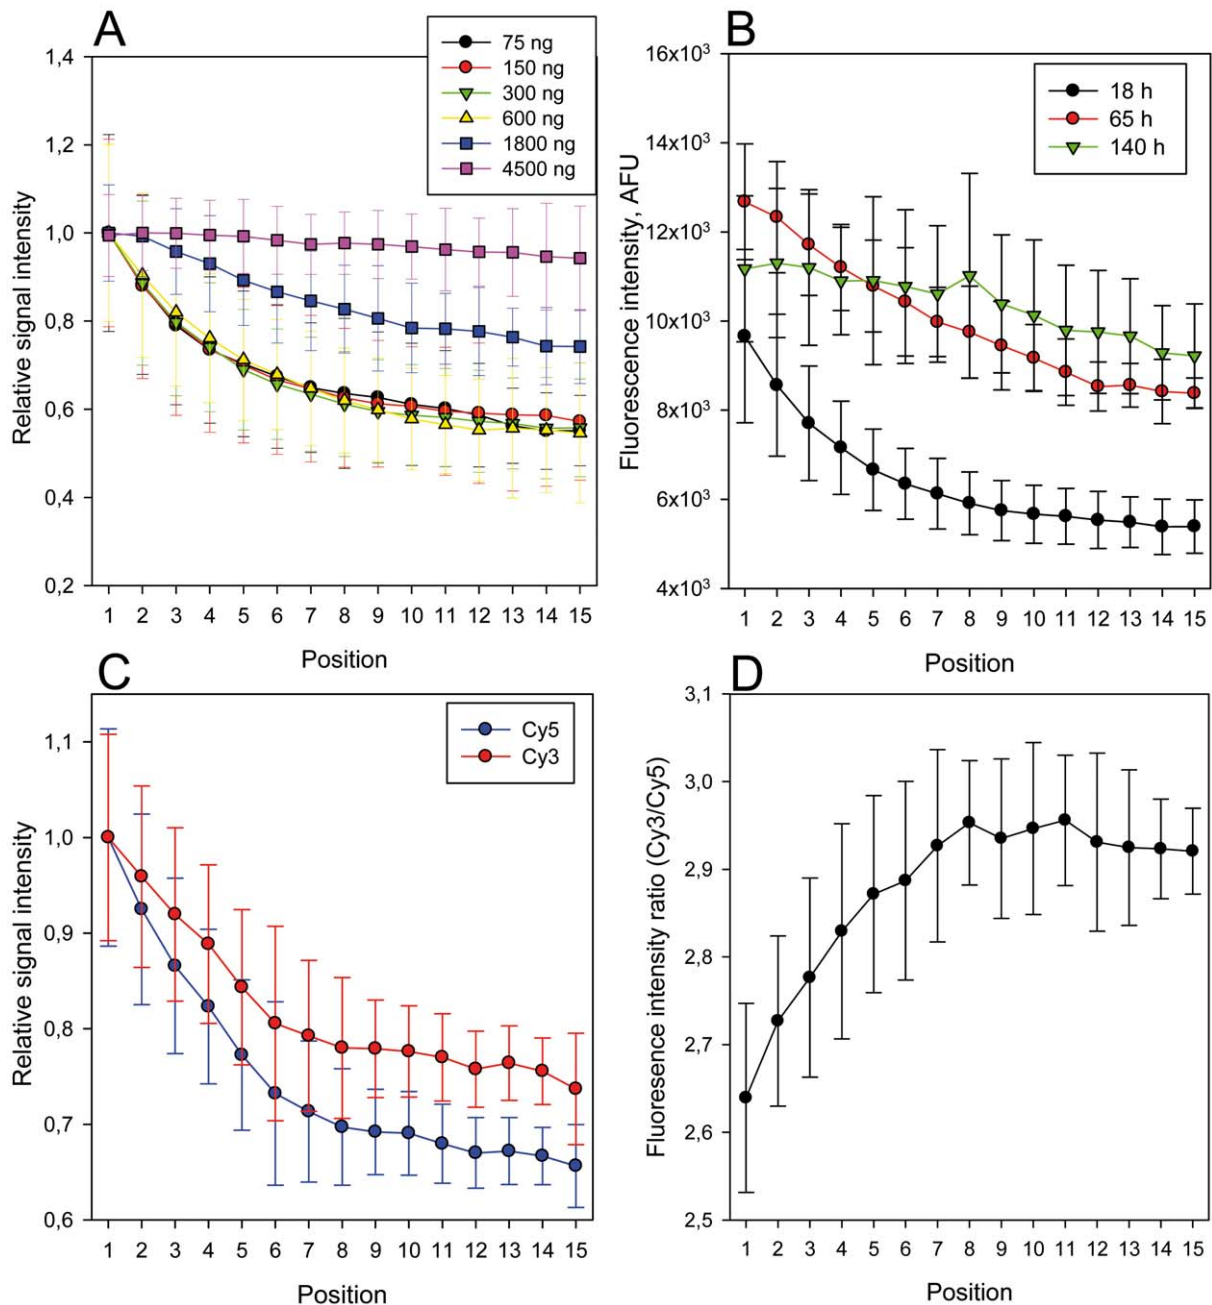 A
Relative signal intensity
1,4
1,2
1,0
0,8
0,6
0,4
0,2
75 ng
150 ng
300 ng
600 ng
1800 ng
4500 ng
1 2 3 4 5 6 7 8 9 10 11 12 13 14 15
Position
B
Fluorescence intensity, AFU
16x10³
14x10³
12x10³
10x10³
8x10³
6x10³
4x10³
18 h
65 h
140 h
1 2 3 4 5 6 7 8 9 10 11 12 13 14 15
Position
C
Relative signal intensity
1,1
1,0
0,9
0,8
0,7
0,6
Cy5
Cy3
1 2 3 4 5 6 7 8 9 10 11 12 13 14 15
Position
D
Fluoresence intensity ratio (Cy3/Cy5)
3,1
3,0
2,9
2,8
2,7
2,6
2,5
1 2 3 4 5 6 7 8 9 10 11 12 13 14 15
Position